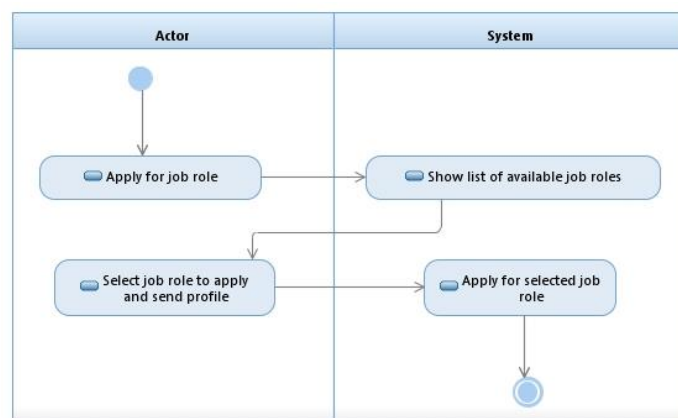 Actor
System
Apply for job role
Show list of available job roles
Select job role to apply
and send profile
Apply for selected job
role